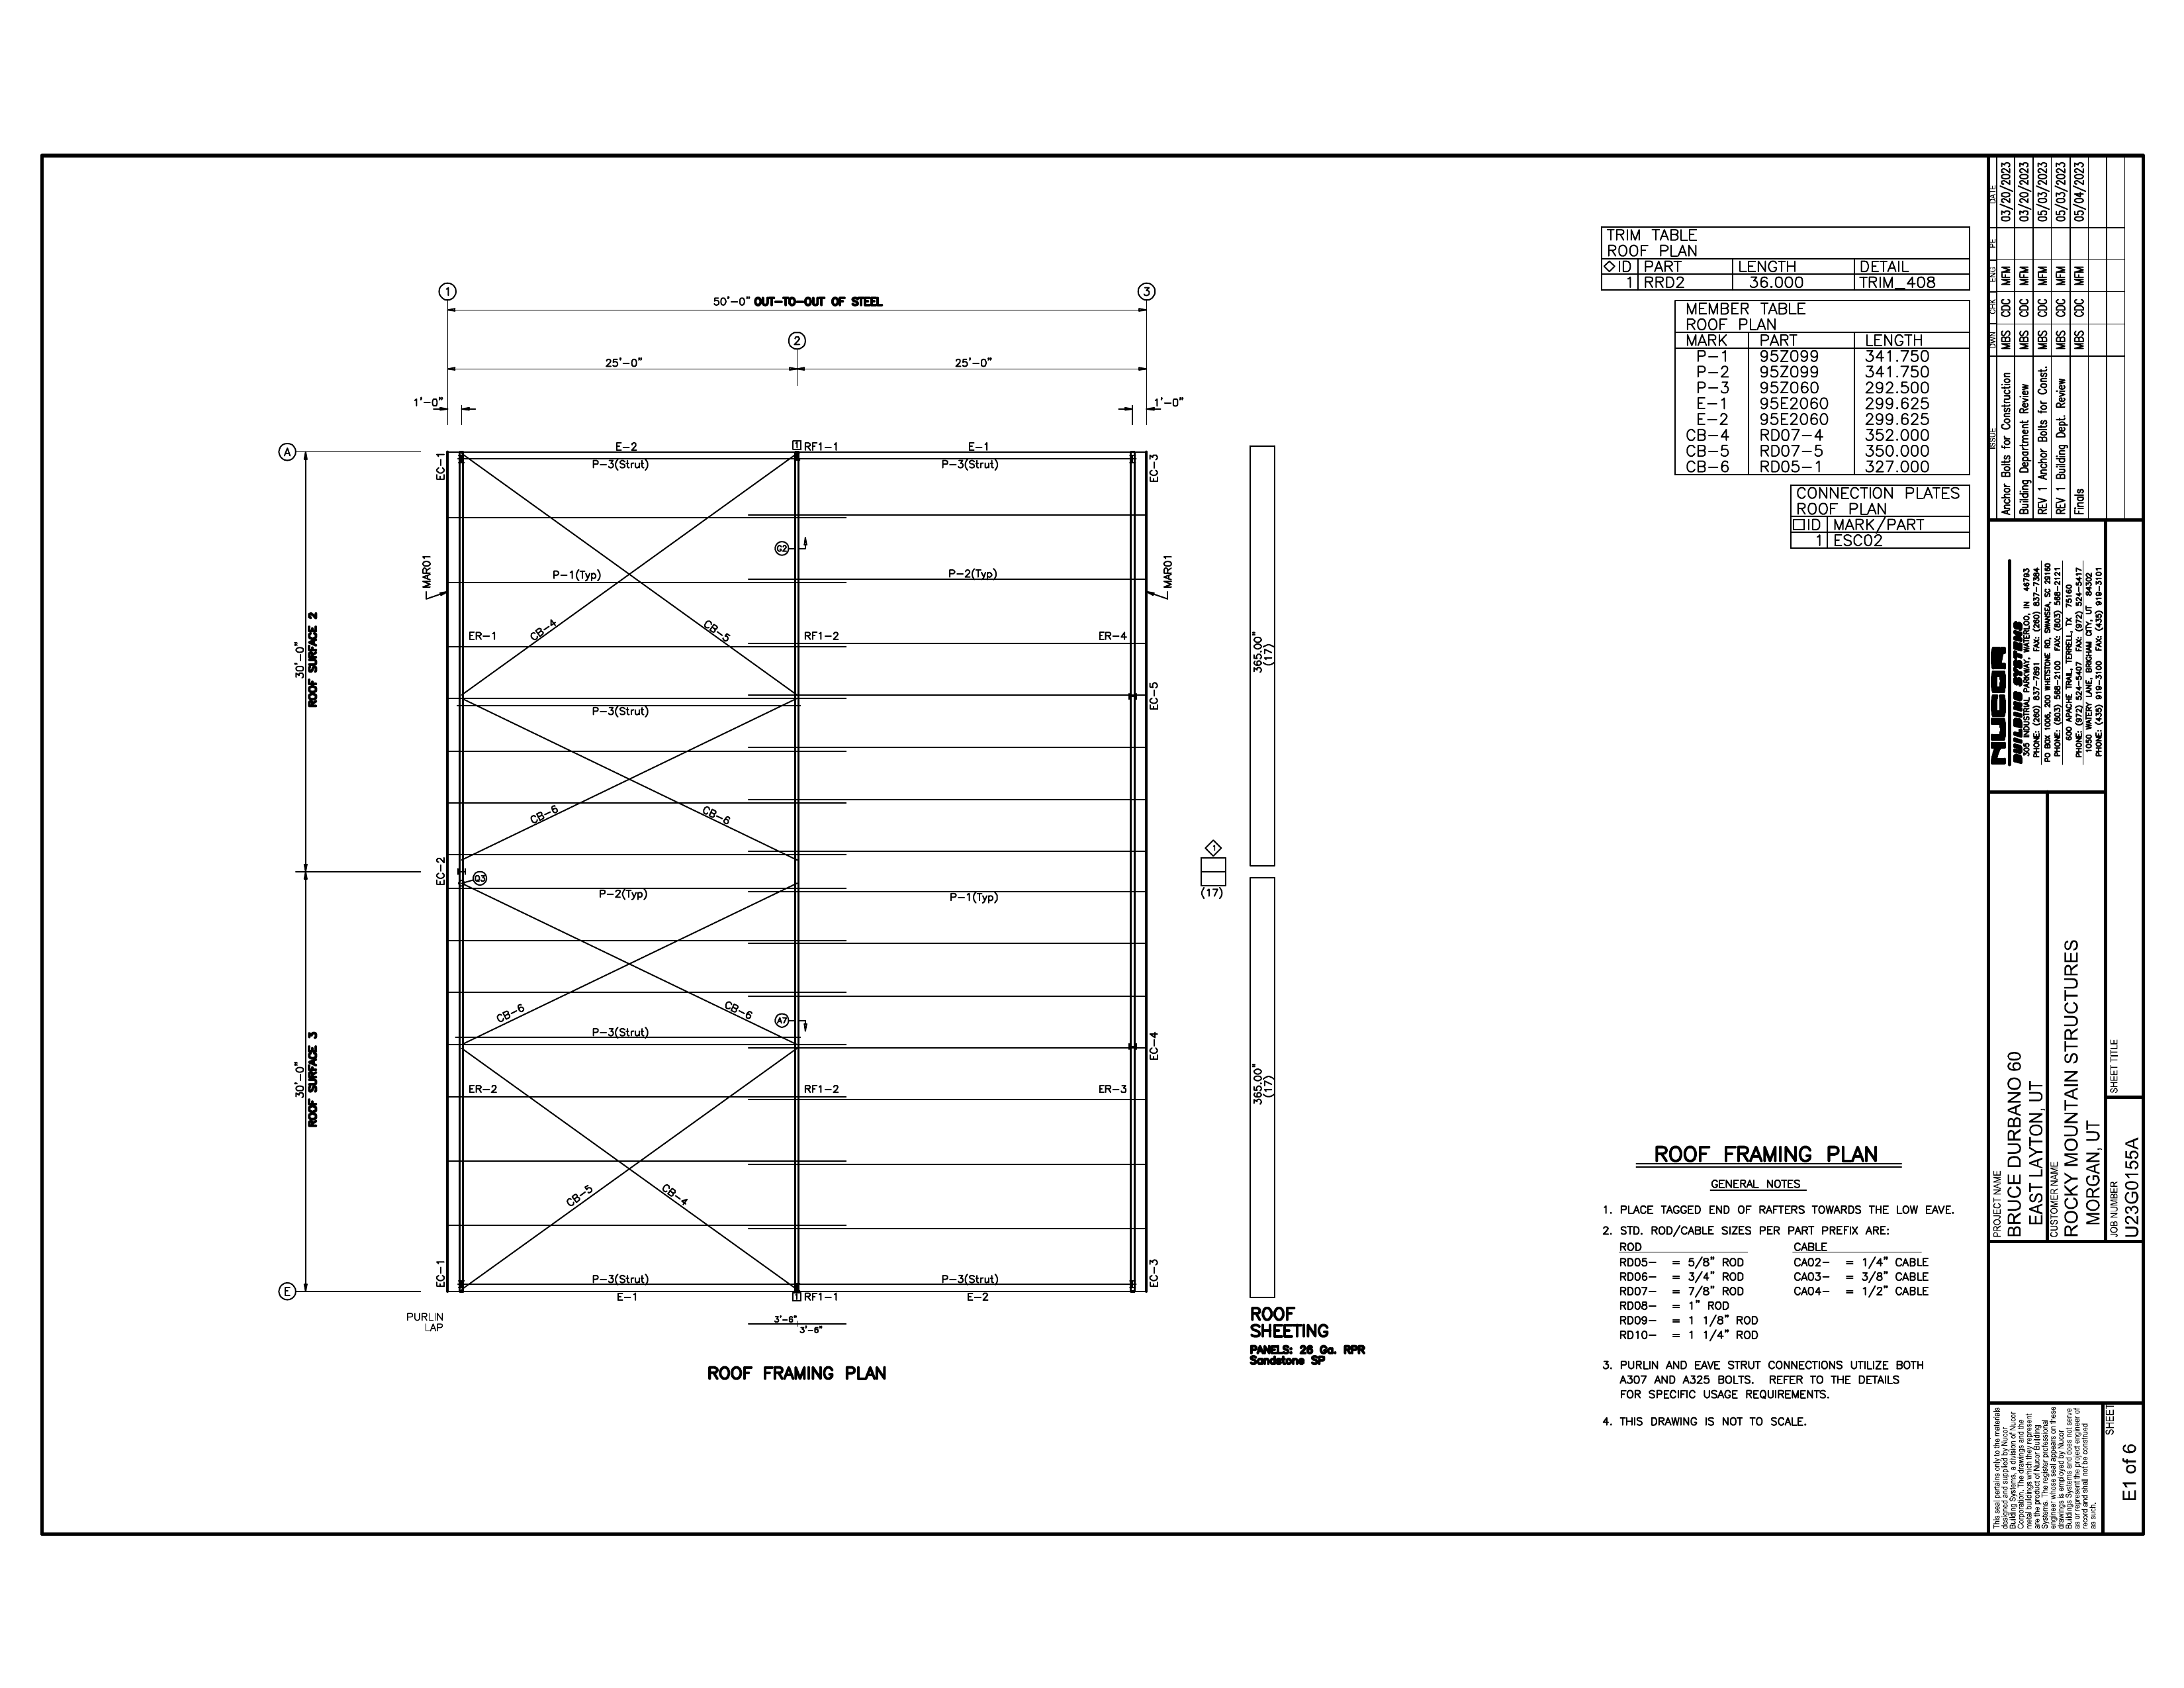 1
3
50'-0" OUT-TO-OUT OF STEEL
2
25'-0"
25'-0"
1'-0"
1'-0"
A
E-2
1 RF1-1
E-1
P-3(Strut)
P-3(Strut)
EC-1
EC-3
G2
MAR01
MAR01
P-1(Typ)
P-2(Typ)
30'-0"
ROOF SURFACE 2
ER-1
CB-4
CB-5
RF1-2
ER-4
365.00"
(17)
EC-5
P-3(Strut)
CB-6
CB-6
EC-2
Q3
1
(17)
P-2(Typ)
P-1(Typ)
CB-6
CB-6
A7
P-3(Strut)
EC-4
30'-0"
ROOF SURFACE 3
ER-2
RF1-2
ER-3
365.00"
(17)
CB-5
CB-4
EC-1
EC-3
P-3(Strut)
P-3(Strut)
E
E-1
1 RF1-1
E-2
PURLIN
LAP
3'-6"
3'-6"
ROOF FRAMING PLAN
ROOF
SHEETING
PANELS: 26 Ga. RPR
Sandstone SP
TRIM TABLE
ROOF PLAN
ID PART LENGTH DETAIL
1 RRD2 36.000 TRIM_408
MEMBER TABLE
ROOF PLAN
MARK PART LENGTH
P-1 95Z099 341.750
P-2 95Z099 341.750
P-3 95Z060 292.500
E-1 95E2060 299.625
E-2 95E2060 299.625
CB-4 RD07-4 352.000
CB-5 RD07-5 350.000
CB-6 RD05-1 327.000
CONNECTION PLATES
ROOF PLAN
ID MARK/PART
1 ESC02
ROOF FRAMING PLAN
GENERAL NOTES
1. PLACE TAGGED END OF RAFTERS TOWARDS THE LOW EAVE.
2. STD. ROD/CABLE SIZES PER PART PREFIX ARE:
ROD CABLE
RD05- = 5/8" ROD CA02- = 1/4" CABLE
RD06- = 3/4" ROD CA03- = 3/8" CABLE
RD07- = 7/8" ROD CA04- = 1/2" CABLE
RD08- = 1" ROD
RD09- = 1 1/8" ROD
RD10- = 1 1/4" ROD
3. PURLIN AND EAVE STRUT CONNECTIONS UTILIZE BOTH
A307 AND A325 BOLTS. REFER TO THE DETAILS
FOR SPECIFIC USAGE REQUIREMENTS.
4. THIS DRAWING IS NOT TO SCALE.
ISSUE DWN CHK ENG PE DATE
Anchor Bolts for Construction MBS CDC MFM 03/20/2023
Building Department Review MBS CDC MFM 03/20/2023
REV 1 Anchor Bolts for Const. MBS CDC MFM 05/03/2023
REV 1 Building Dept. Review MBS CDC MFM 05/03/2023
Finals MBS CDC MFM 05/04/2023
NUCOR
BUILDING SYSTEMS
305 INDUSTRIAL PARKWAY, WATERLOO, IN 46793
PHONE: (260) 837-7891 FAX: (260) 837-7384
PO BOX 1006, 200 WHETSTONE RD, SWANSEA, SC 29160
PHONE: (803) 568-2100 FAX: (803) 568-2121
600 APACHE TRAIL, TERRELL, TX 75160
PHONE: (972) 524-5407 FAX: (972) 524-5417
1050 WATERY LANE, BRIGHAM CITY, UT 84302
PHONE: (435) 919-3100 FAX: (435) 919-3101
PROJECT NAME
BRUCE DURBANO 60
EAST LAYTON, UT
CUSTOMER NAME
ROCKY MOUNTAIN STRUCTURES
MORGAN, UT
JOB NUMBER
U23G0155A
SHEET TITLE
This seal pertains only to the materials
designed and supplied by Nucor
Building Systems, a division of Nucor
Corporation. The drawings and the
metal buildings which they represent
are the product of Nucor Building
Systems. The register professional
engineer whose seal appears on these
drawings is employed by Nucor
Buildings Systems and does not serve
as or represent the project engineer of
record and shall not be construed
as such.
SHEET
E1 of 6